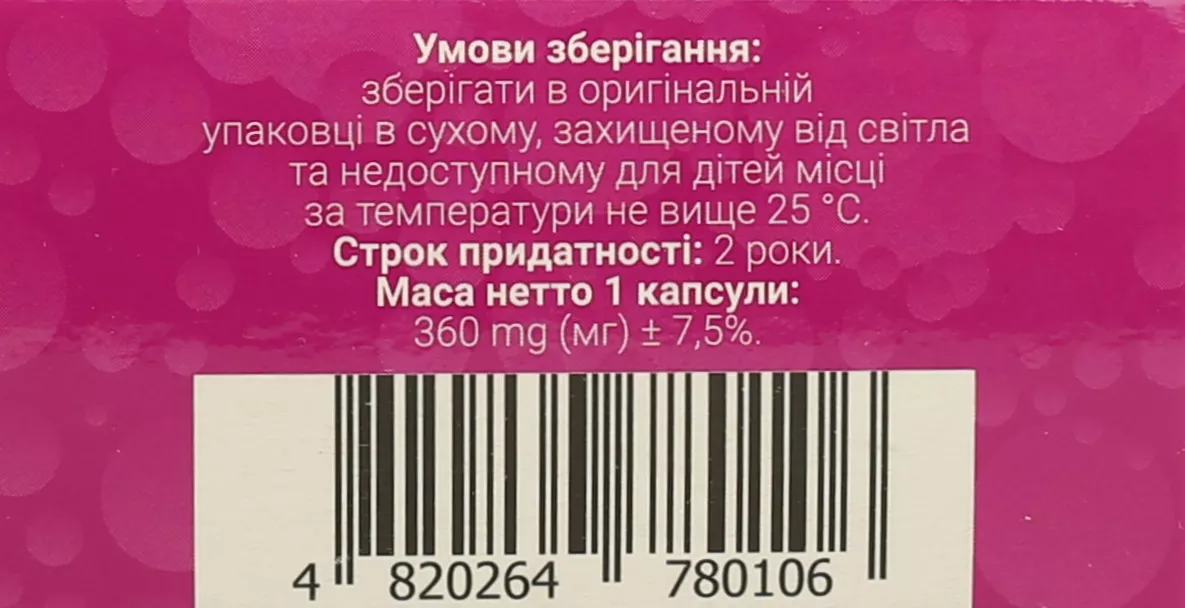 Умови зберігання:
зберігати в оригінальній
упаковці в сухому, захищеному від світла
та недоступному для дітей місці
за температури не вище 25 °С.
Строк придатності: 2 роки.
Маса нетто 1 капсули:
360 mg (мг) ± 7,5%.
4 820264 780106